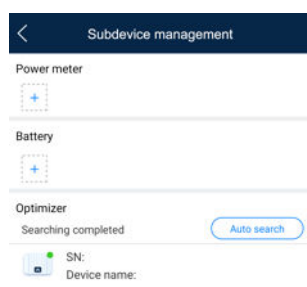 Subdevice management
Power meter
+
Battery
+
Optimizer
Searching completed Auto search
SN:
Device name: